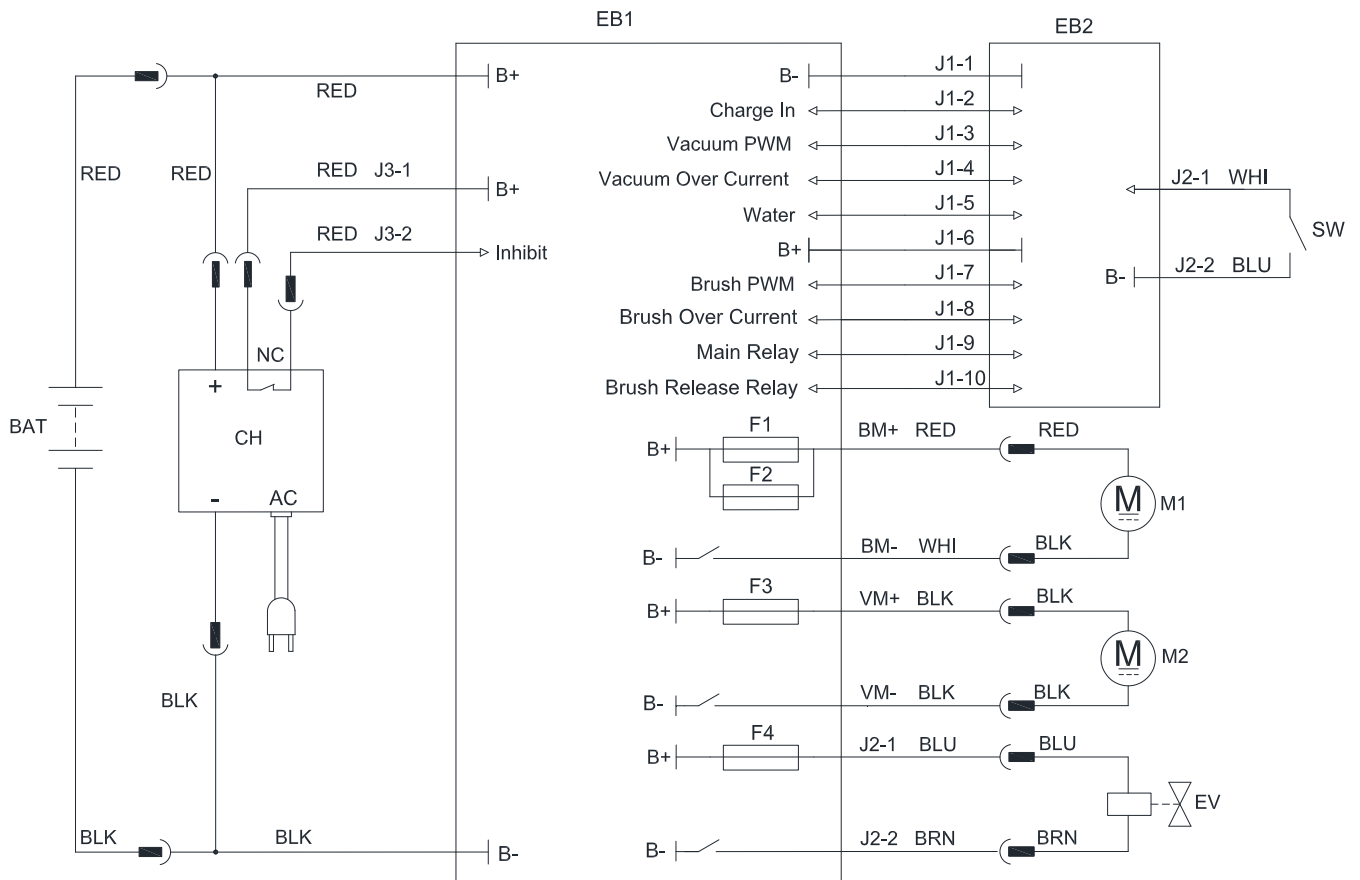 EB1
EB2
RED
B+
B-
J1-1
Charge In
J1-2
Vacuum PWM
J1-3
RED
RED
RED J3-1
B+
Vacuum Over Current
J1-4
J2-1 WHI
Water
J1-5
SW
RED J3-2
Inhibit
B+
J1-6
B-
J2-2 BLU
Brush PWM
J1-7
Brush Over Current
J1-8
NC
Main Relay
J1-9
+
Brush Release Relay
J1-10
BAT
CH
F1
BM+ RED
RED
B+
F2
-
AC
M
M1
BM- WHI
BLK
B-
F3
VM+ BLK
BLK
B+
M
M2
BLK
VM- BLK
BLK
B-
F4
J2-1 BLU
BLU
B+
EV
BLK
BLK
B-
J2-2 BRN
BRN
B-